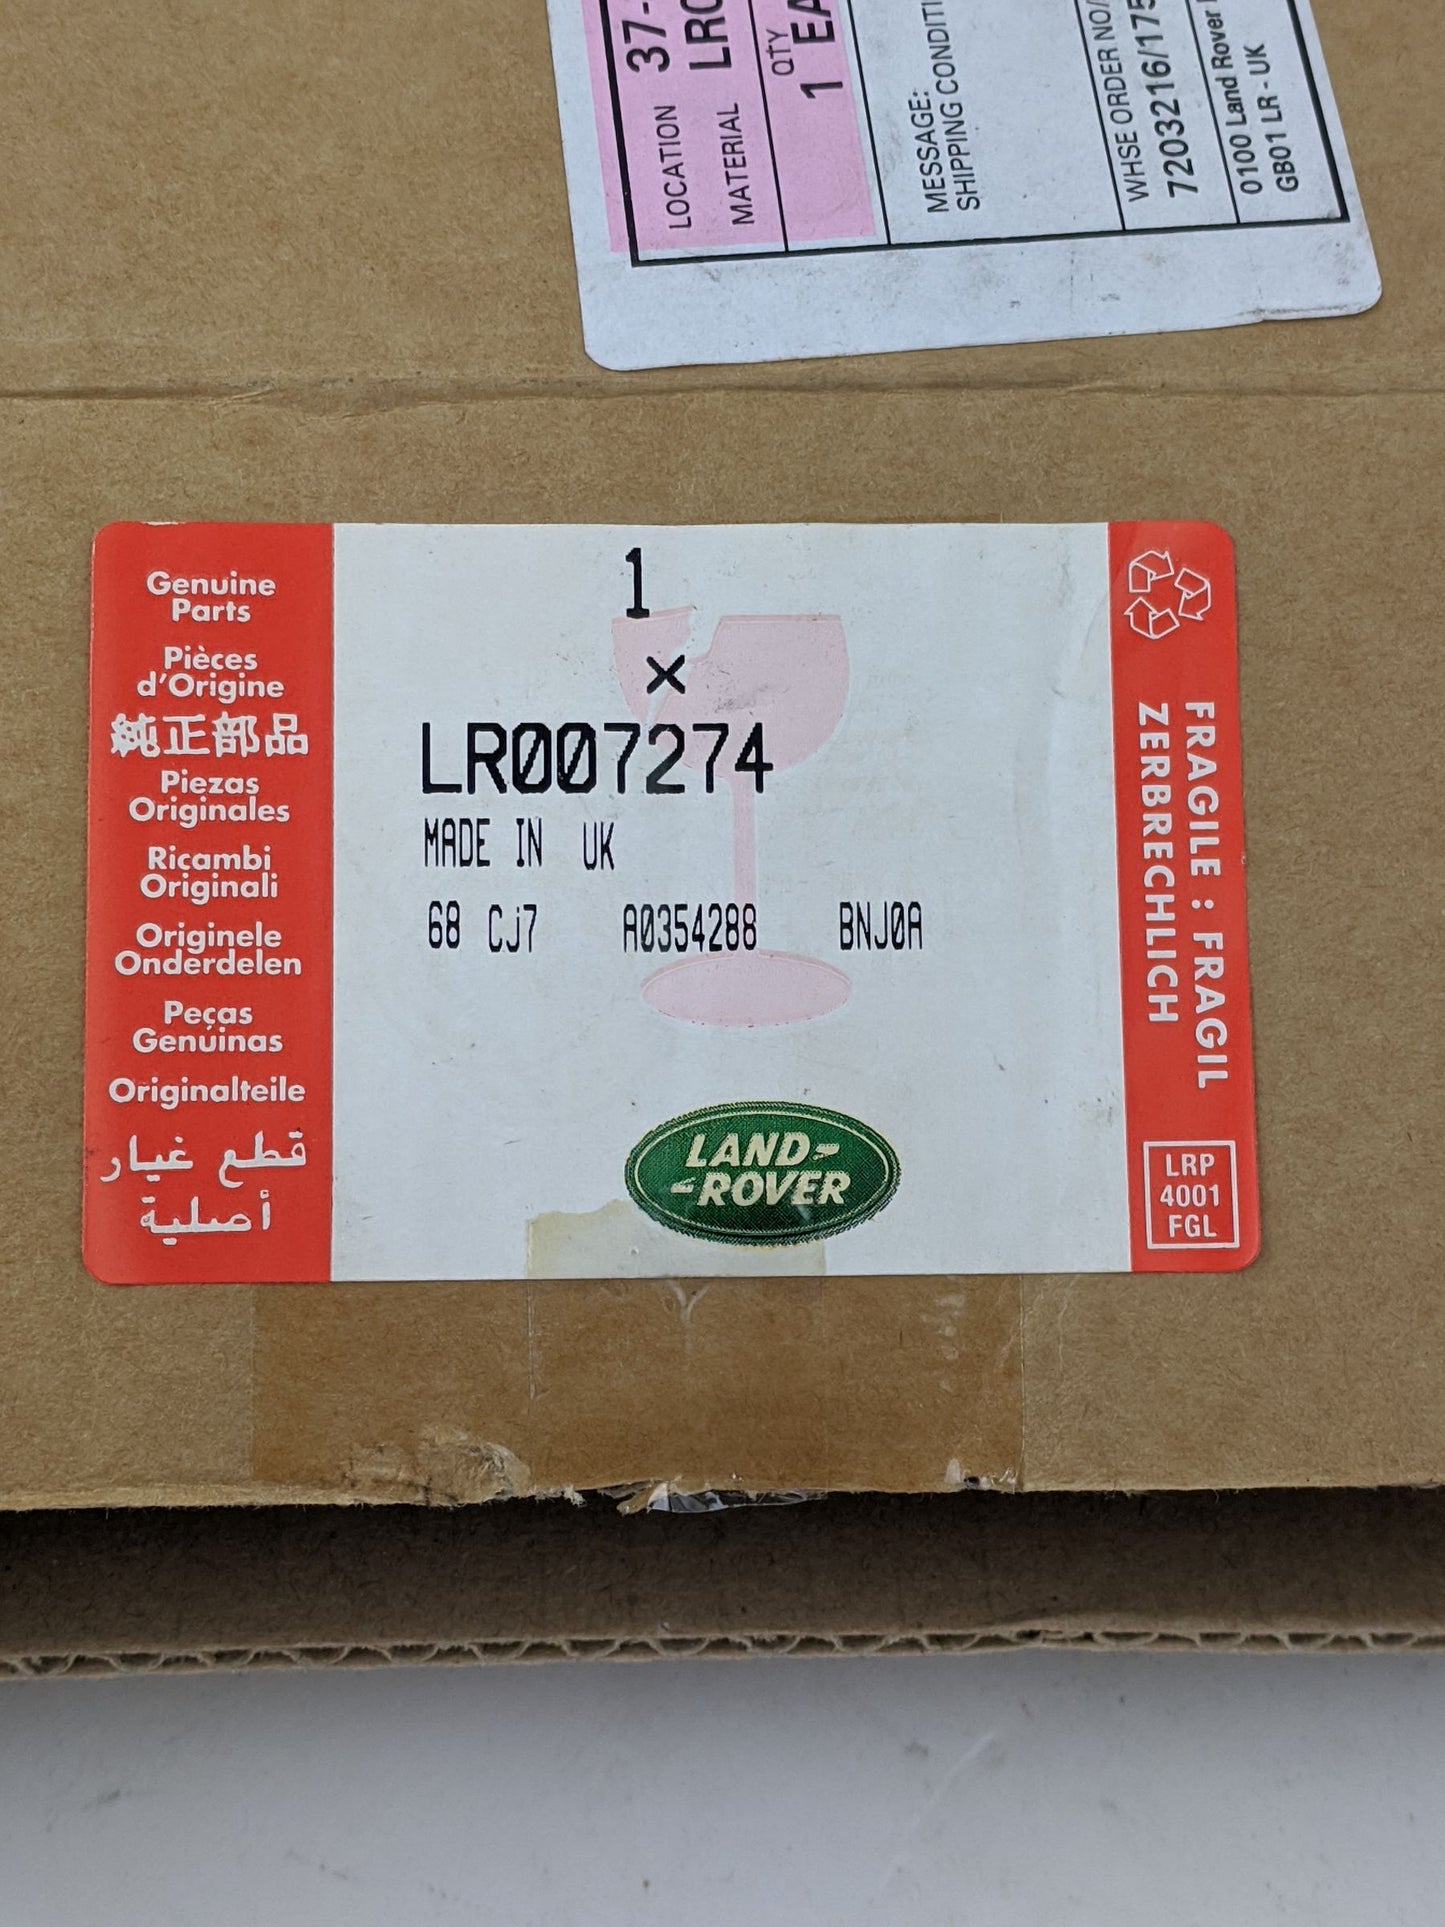 LOCATION 37-
MATERIAL LR0
QTY
1 EA
MESSAGE:
SHIPPING CONDITI
WHSE ORDER NO/
7203216/175
0100 Land Rover
GB01 LR - UK
Genuine
Parts
Pièces
d'Origine
純正部品
Piezas
Originales
Ricambi
Originali
Originele
Onderdelen
Peças
Genuinas
Originalteile
قطع غيار
أصلية
1
x
LR007274
MADE IN UK
68 Cj7 A0354288 BNJ0A
LAND-
-ROVER
FRAGILE : FRAGIL
ZERBRECHLICH
LRP
4001
FGL